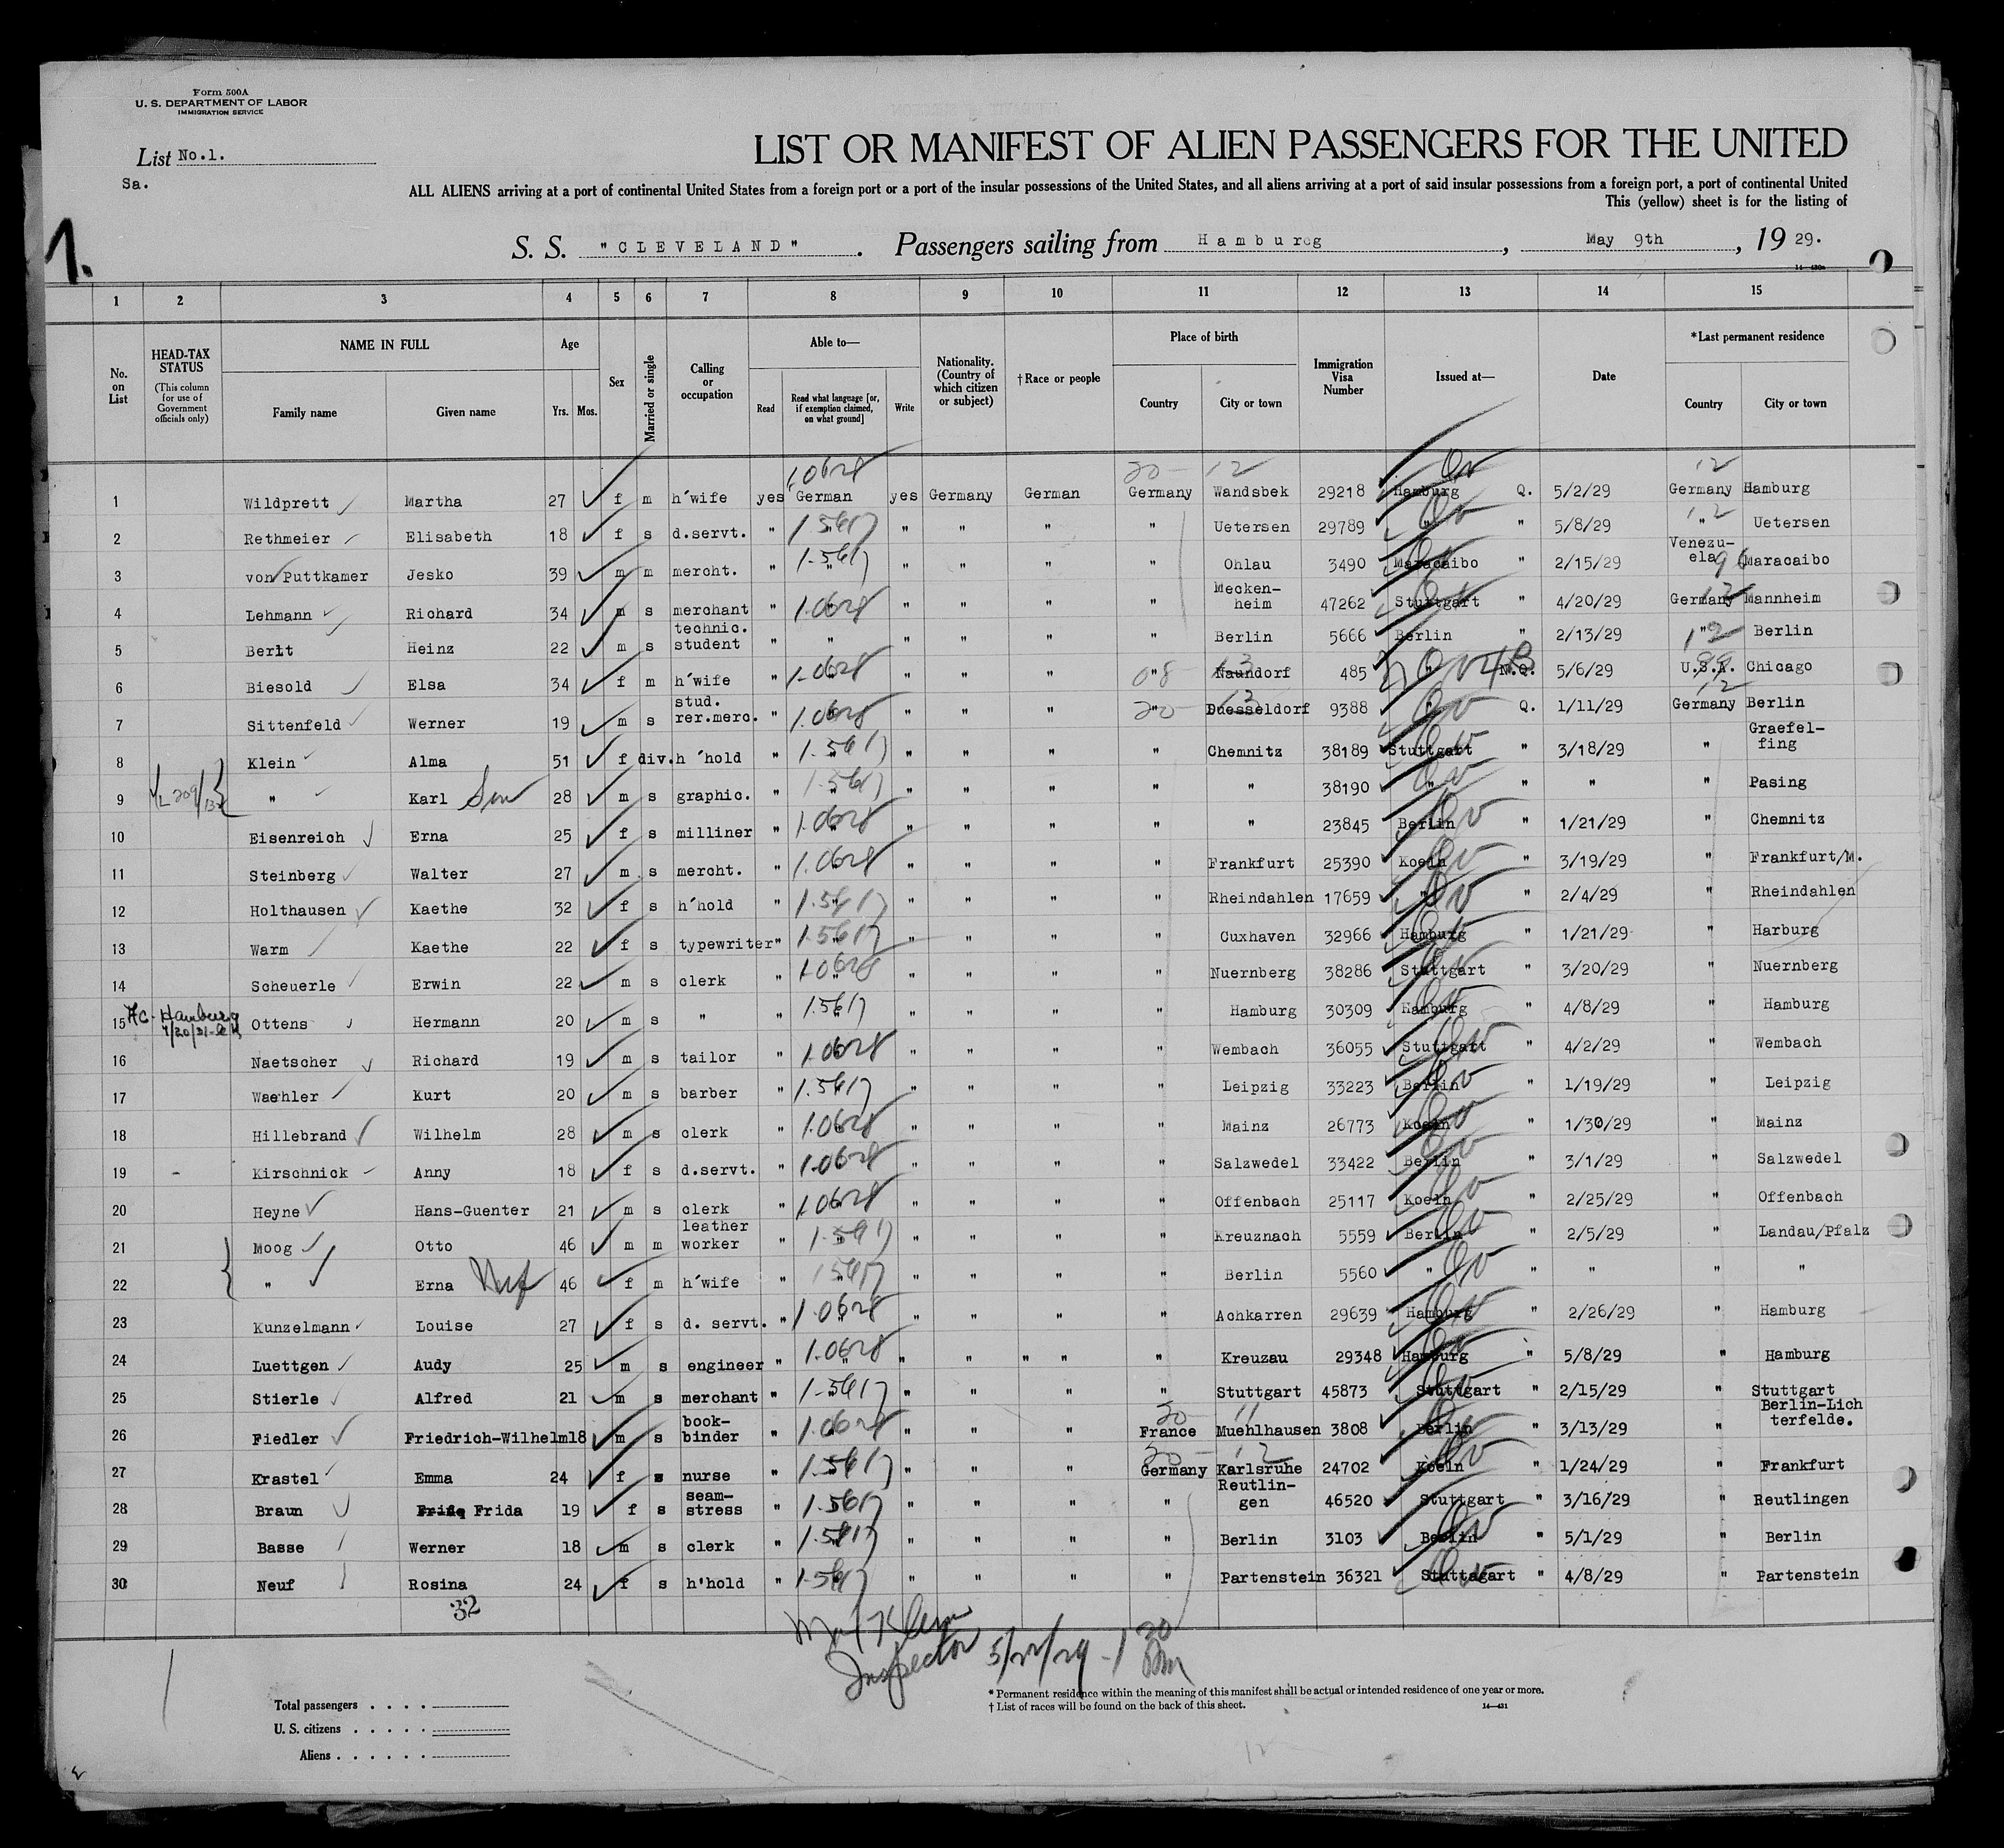 Form 500A
U. S. DEPARTMENT OF LABOR
IMMIGRATION SERVICE
List No.1.
Sa.
1.
LIST OR MANIFEST OF ALIEN PASSENGERS FOR THE UNITED
ALL ALIENS arriving at a port of continental United States from a foreign port or a port of the insular possessions of the United States, and all aliens arriving at a port of said insular possessions from a foreign port, a port of continental United
This (yellow) sheet is for the listing of
S. S. "CLEVELAND". Passengers sailing from Hamburg, May 9th, 19 29.
1 2 3 4 5 6 7 8 9 10 11 12 13 14 15
No. on List
HEAD-TAX STATUS (This column for use of Government officials only)
NAME IN FULL Family name Given name
Age Yrs. Mos.
Sex
Married or single
Calling or occupation
Able to— Read Read what language [or, if exemption claimed, on what ground] Write
Nationality. (Country of which citizen or subject)
† Race or people
Place of birth Country City or town
Immigration Visa Number
Issued at—
Date
*Last permanent residence Country City or town
1 Wildprett Martha 27 f m h'wife yes German yes Germany German Germany Wandsbek 29218 Hamburg Q. 5/2/29 Germany Hamburg
2 Rethmeier Elisabeth 18 f s d.servt. " " " " " " Uetersen 29789 " " 5/8/29 " Uetersen
3 von Puttkamer Jesko 39 m m mercht. " " " " " " Ohlau 3490 Maracaibo " 2/15/29 Venezu-ela Maracaibo
4 Lehmann Richard 34 m s merchant " " " " " " Mecken-heim 47262 Stuttgart " 4/20/29 Germany Mannheim
5 Berlt Heinz 22 m s technic. student " " " " " " Berlin 5666 Berlin " 2/13/29 " Berlin
6 Biesold Elsa 34 f m h'wife " " " " " " Naundorf 485 " N.Q. 5/6/29 U.S.A. Chicago
7 Sittenfeld Werner 19 m s stud. rer.merc. " " " " " " Duesseldorf 9388 " Q. 1/11/29 Germany Berlin
8 Klein Alma 51 f div. h'hold " " " " " " Chemnitz 38189 Stuttgart " 3/18/29 " Graefel-fing
9 " Karl Son 28 m s graphic. " " " " " " " 38190 " " " " Pasing
10 Eisenreich Erna 25 f s milliner " " " " " " " 23845 Berlin " 1/21/29 " Chemnitz
11 Steinberg Walter 27 m s mercht. " " " " " " Frankfurt 25390 Koeln " 3/19/29 " Frankfurt/M.
12 Holthausen Kaethe 32 f s h'hold " " " " " " Rheindahlen 17659 " " 2/4/29 " Rheindahlen
13 Warm Kaethe 22 f s typewriter " " " " " " Cuxhaven 32966 Hamburg " 1/21/29 " Harburg
14 Scheuerle Erwin 22 m s clerk " " " " " " Nuernberg 38286 Stuttgart " 3/20/29 " Nuernberg
15 Hamburg Ottens Hermann 20 m s " " " " " " " Hamburg 30309 Hamburg " 4/8/29 " Hamburg
16 Naetscher Richard 19 m s tailor " " " " " " Wembach 36055 Stuttgart " 4/2/29 " Wembach
17 Waehler Kurt 20 m s barber " " " " " " Leipzig 33223 Berlin " 1/19/29 " Leipzig
18 Hillebrand Wilhelm 28 m s clerk " " " " " " Mainz 26773 Koeln " 1/30/29 " Mainz
19 - Kirschnick Anny 18 f s d.servt. " " " " " " Salzwedel 33422 Berlin " 3/1/29 " Salzwedel
20 Heyne Hans-Guenter 21 m s clerk " " " " " " Offenbach 25117 Koeln " 2/25/29 " Offenbach
21 Moog Otto 46 m m leather worker " " " " " " Kreuznach 5559 Berlin " 2/5/29 " Landau/Pfalz
22 " Erna Wf 46 f m h'wife " " " " " " Berlin 5560 " " " " "
23 Kunzelmann Louise 27 f s d. servt. " " " " " " Achkarren 29639 Hamburg " 2/26/29 " Hamburg
24 Luettgen Audy 25 m s engineer " " " " " " " Kreuzau 29348 Hamburg " 5/8/29 " Hamburg
25 Stierle Alfred 21 m s merchant " " " " " " Stuttgart 45873 Stuttgart " 2/15/29 " Stuttgart
26 Fiedler Friedrich-Wilhelm 18 m s book-binder " " " " " France Muehlhausen 3808 Berlin " 3/13/29 " Berlin-Lich terfelde.
27 Krastel Emma 24 f s nurse " " " " " Germany Karlsruhe 24702 Koeln " 1/24/29 " Frankfurt
28 Braun Frida 19 f s seam-stress " " " " " " Reutlin-gen 46520 Stuttgart " 3/16/29 " Reutlingen
29 Basse Werner 18 m s clerk " " " " " " Berlin 3103 Berlin " 5/1/29 " Berlin
30 Neuf Rosina 24 f s h'hold " " " " " " Partenstein 36321 Stuttagart " 4/8/29 " Partenstein
32
Klein
Inspector 5/22/29 - 1 30 Pm
Total passengers . . . .
U. S. citizens . . . . .
Aliens . . . . . .
* Permanent residence within the meaning of this manifest shall be actual or intended residence of one year or more.
† List of races will be found on the back of this sheet.
14—431